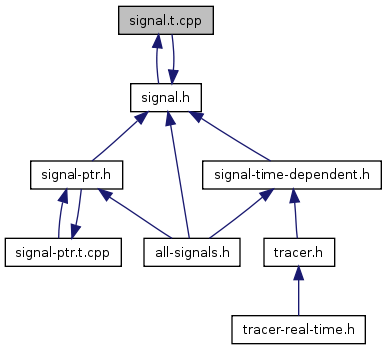 signal.t.cpp
signal.h
signal-ptr.h
signal-time-dependent.h
signal-ptr.t.cpp
all-signals.h
tracer.h
tracer-real-time.h